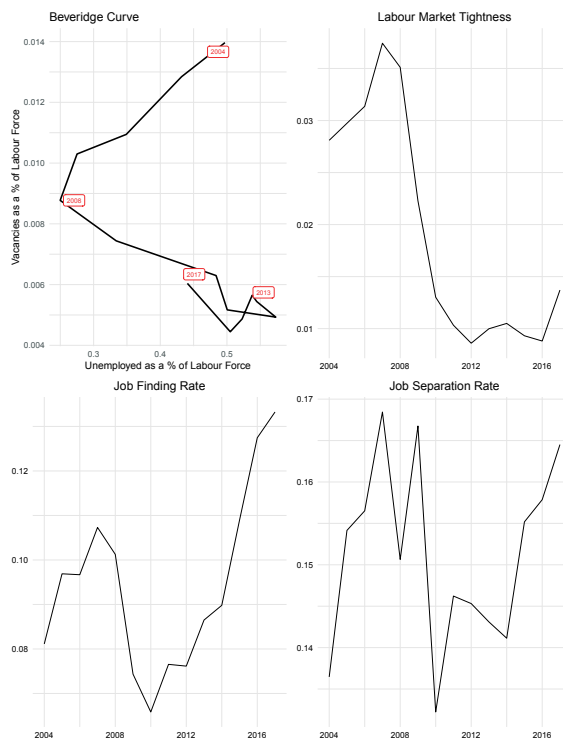 Beveridge Curve
Vacancies as a % of Labour Force
0.014
0.012
0.010
0.008
0.006
0.004
2004
2008
2017
2013
0.3 0.4 0.5
Unemployed as a % of Labour Force
Labour Market Tightness
0.03
0.02
0.01
2004 2008 2012 2016
Job Finding Rate
0.12
0.10
0.08
2004 2008 2012 2016
Job Separation Rate
0.17
0.16
0.15
0.14
2004 2008 2012 2016